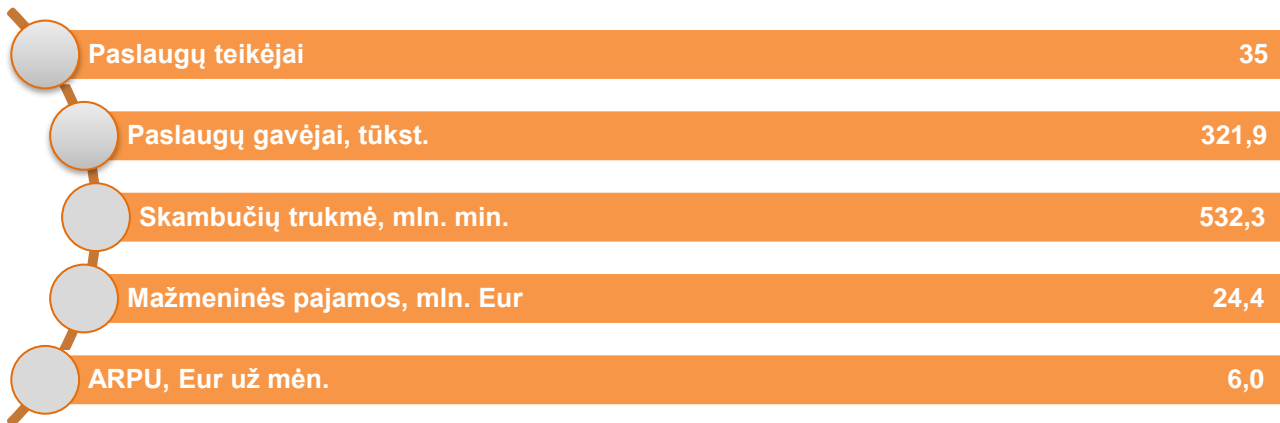 Paslaugų teikėjai 35
Paslaugų gavėjai, tūkst. 321,9
Skambučių trukmė, mln. min. 532,3
Mažmeninės pajamos, mln. Eur 24,4
ARPU, Eur už mėn. 6,0